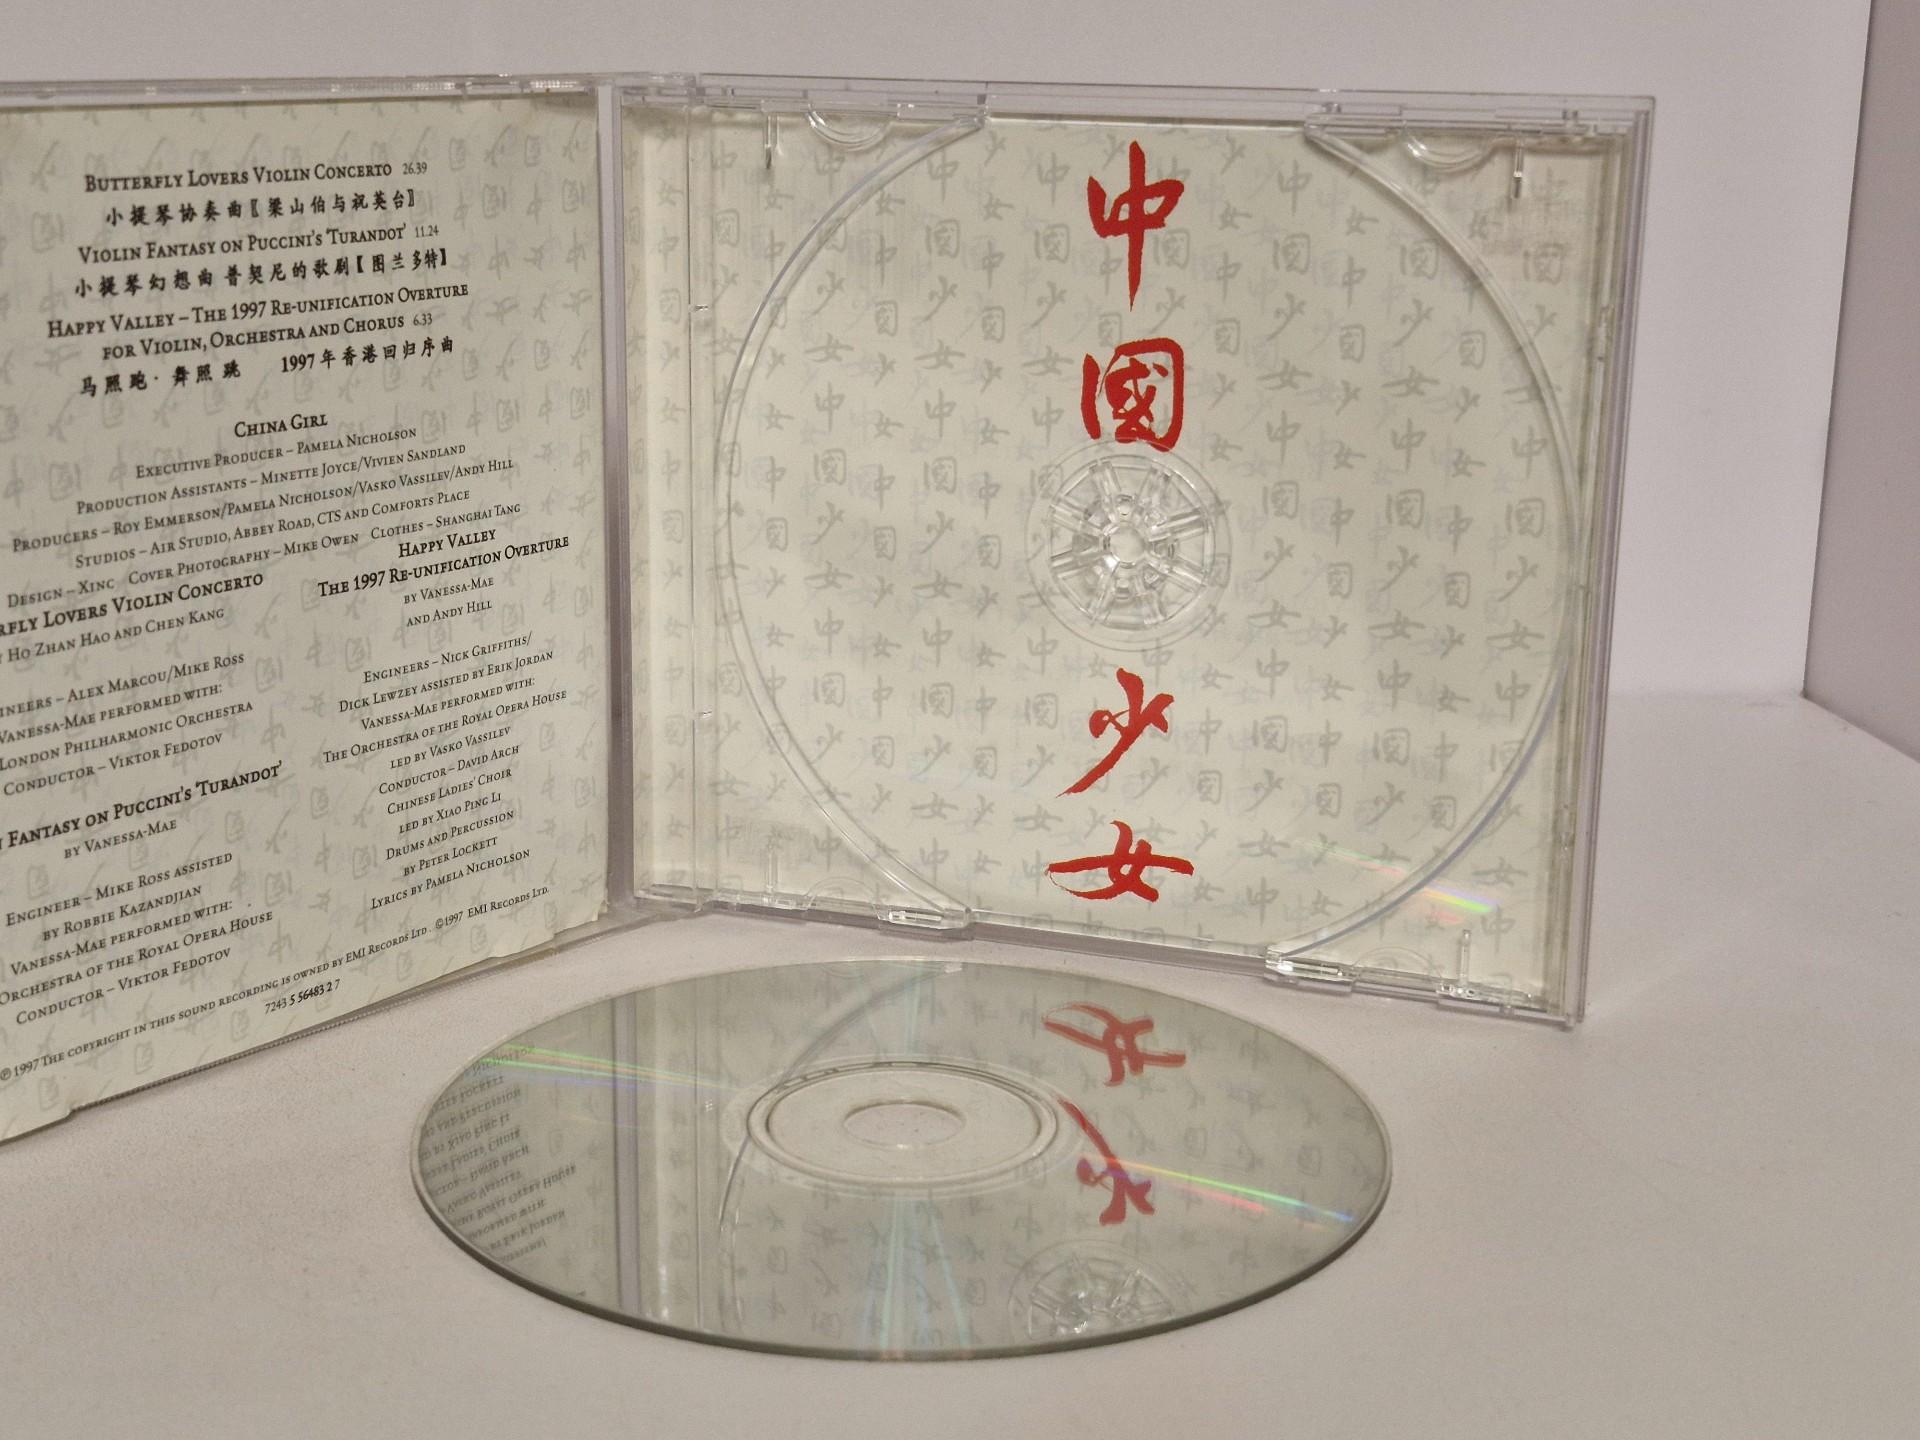 BUTTERFLY LOVERS VIOLIN CONCERTO 26.39
小提琴协奏曲〖梁山伯与祝英台〗
VIOLIN FANTASY ON PUCCINI'S 'TURANDOT' 11.24
小提琴幻想曲 普契尼的歌剧【图兰多特】
HAPPY VALLEY – THE 1997 RE-UNIFICATION OVERTURE
FOR VIOLIN, ORCHESTRA AND CHORUS 6.33
马照跑·舞照跳 1997年香港回归序曲
CHINA GIRL
EXECUTIVE PRODUCER – PAMELA NICHOLSON
PRODUCTION ASSISTANTS – MINETTE JOYCE/VIVIEN SANDLAND
PRODUCERS – ROY EMMERSON/PAMELA NICHOLSON/VASKO VASSILEV/ANDY HILL
STUDIOS – AIR STUDIO, ABBEY ROAD, CTS AND COMFORTS PLACE
DESIGN – XINC COVER PHOTOGRAPHY – MIKE OWEN CLOTHES – SHANGHAI TANG
LOVERS VIOLIN CONCERTO
HO ZHAN HAO AND CHEN KANG
– ALEX MARCOU/MIKE ROSS
VANESSA-MAE PERFORMED WITH:
LONDON PHILHARMONIC ORCHESTRA
CONDUCTOR – VIKTOR FEDOTOV
FANTASY ON PUCCINI'S 'TURANDOT'
BY VANESSA-MAE
ENGINEER – MIKE ROSS ASSISTED
BY ROBBIE KAZANDJIAN
VANESSA-MAE PERFORMED WITH:
ORCHESTRA OF THE ROYAL OPERA HOUSE
CONDUCTOR – VIKTOR FEDOTOV
HAPPY VALLEY
THE 1997 RE-UNIFICATION OVERTURE
BY VANESSA-MAE
AND ANDY HILL
ENGINEERS – NICK GRIFFITHS/
DICK LEWZEY ASSISTED BY ERIK JORDAN
VANESSA-MAE PERFORMED WITH:
THE ORCHESTRA OF THE ROYAL OPERA HOUSE
LED BY VASKO VASSILEV
CONDUCTOR – DAVID ARCH
CHINESE LADIES' CHOIR
LED BY XIAO PING LI
DRUMS AND PERCUSSION
BY PETER LOCKETT
LYRICS BY PAMELA NICHOLSON
℗ 1997 THE COPYRIGHT IN THIS SOUND RECORDING IS OWNED BY EMI RECORDS LTD. ©1997 EMI RECORDS LTD.
7243 5 56483 2 7
中國少女